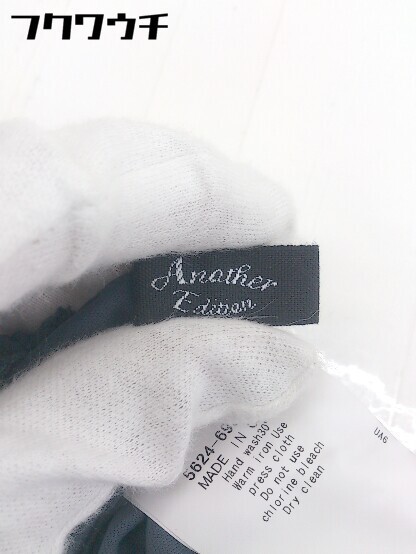 フクワウチ
Another
Edition
5624-69
MADE IN
Hand wash30°
Warm iron Use
press cloth
Do not use
chlorine bleach
Dry clean
UA6